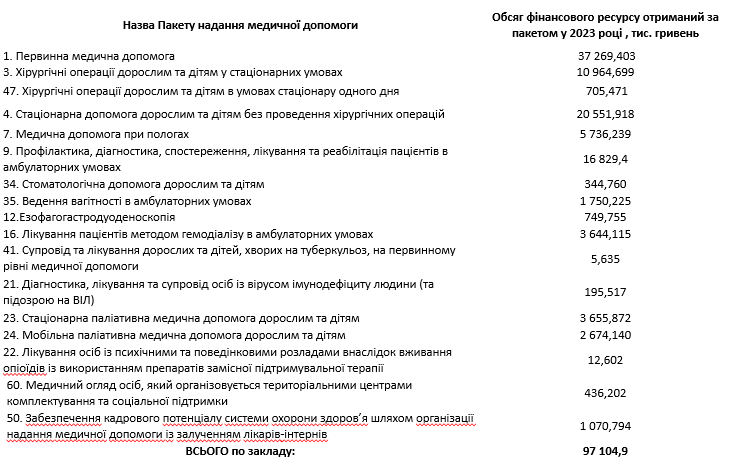 Назва Пакету надання медичної допомоги
Обсяг фінансового ресурсу отриманий за
пакетом у 2023 році , тис. гривень
1. Первинна медична допомога 37 269,403
3. Хірургічні операції дорослим та дітям у стаціонарних умовах 10 964,699
47. Хірургічні операції дорослим та дітям в умовах стаціонару одного дня 705,471
4. Стаціонарна допомога дорослим та дітям без проведення хірургічних операцій 20 551,918
7. Медична допомога при пологах 5 736,239
9. Профілактика, діагностика, спостереження, лікування та реабілітація пацієнтів в
амбулаторних умовах 16 829,4
34. Стоматологічна допомога дорослим та дітям 344,760
35. Ведення вагітності в амбулаторних умовах 1 750,225
12.Езофагогастродуоденоскопія 749,755
16. Лікування пацієнтів методом гемодіалізу в амбулаторних умовах 3 644,115
41. Супровід та лікування дорослих та дітей, хворих на туберкульоз, на первинному
рівні медичної допомоги 5,635
21. Діагностика, лікування та супровід осіб із вірусом імунодефіциту людини (та
підозрою на ВІЛ) 195,517
23. Стаціонарна паліативна медична допомога дорослим та дітям 3 655,872
24. Мобільна паліативна медична допомога дорослим та дітям 2 674,140
22. Лікування осіб із психічними та поведінковими розладами внаслідок вживання
опіоїдів із використанням препаратів замісної підтримувальної терапії 12,602
60. Медичний огляд осіб, який організовується територіальними центрами
комплектування та соціальної підтримки 436,202
50. Забезпечення кадрового потенціалу системи охорони здоров’я шляхом організації
надання медичної допомоги із залученням лікарів-інтернів 1 070,794
ВСЬОГО по закладу: 97 104,9